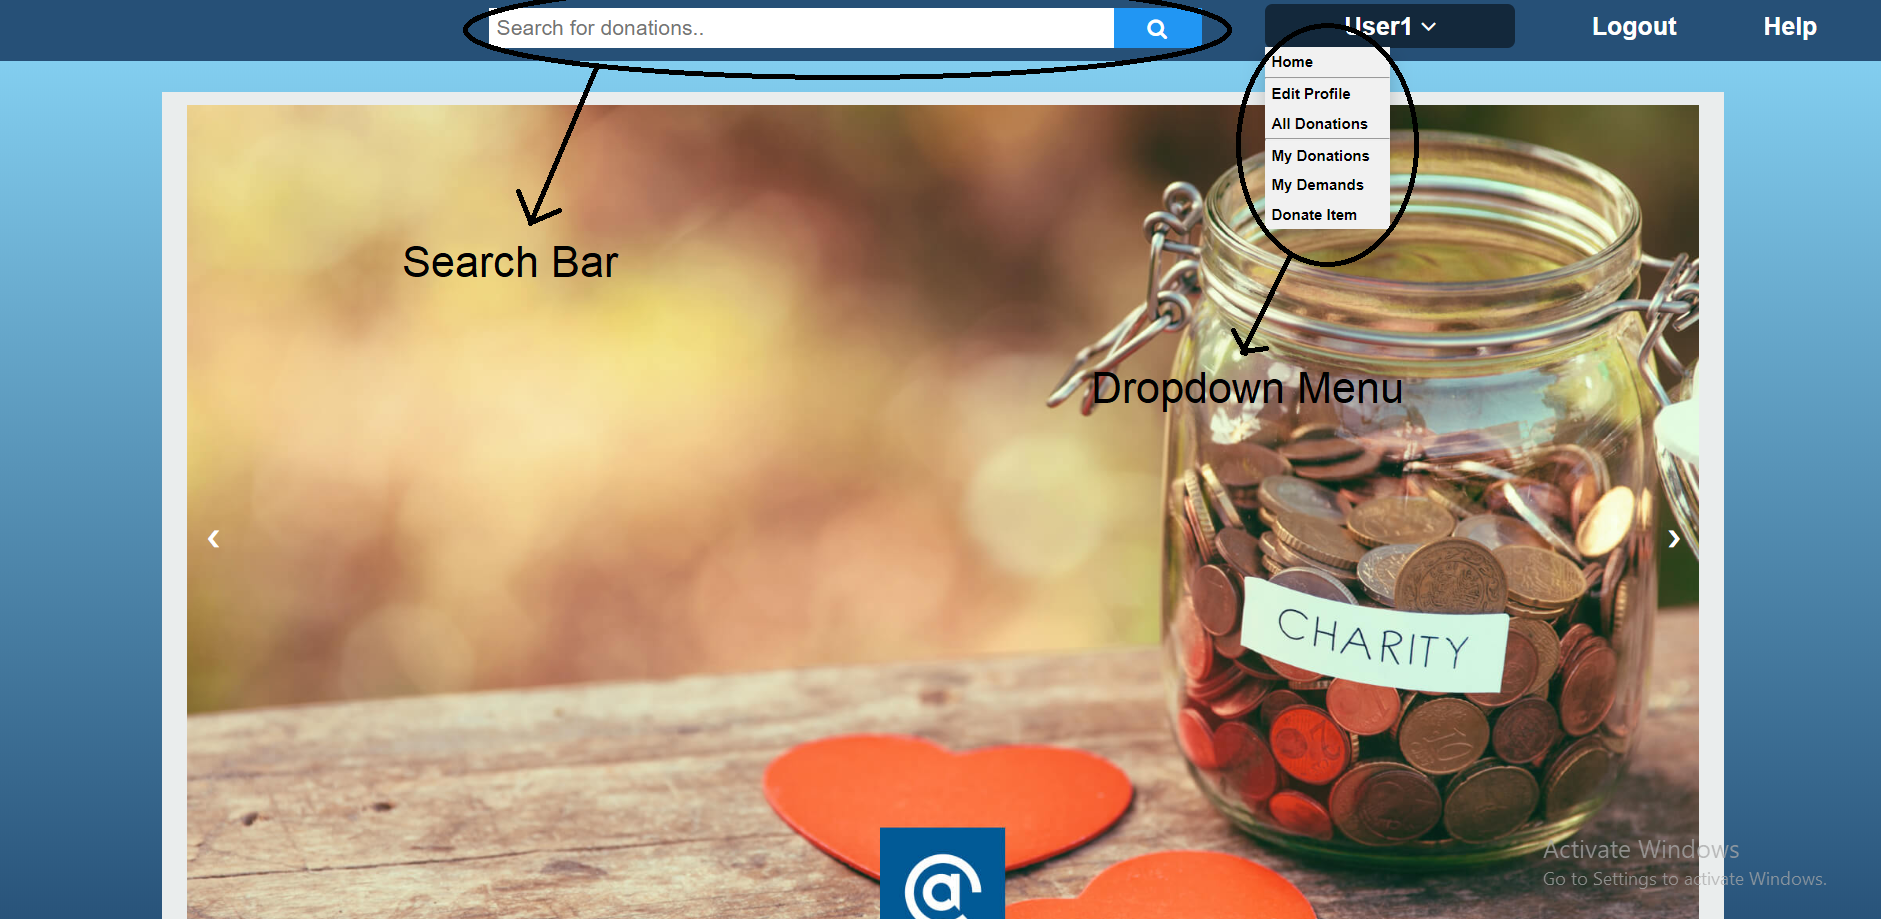 Search for donations..
User1
Logout
Help
Home
Edit Profile
All Donations
My Donations
My Demands
Donate Item
Search Bar
Dropdown Menu
CHARITY
@
Activate Windows
Go to Settings to activate Windows.